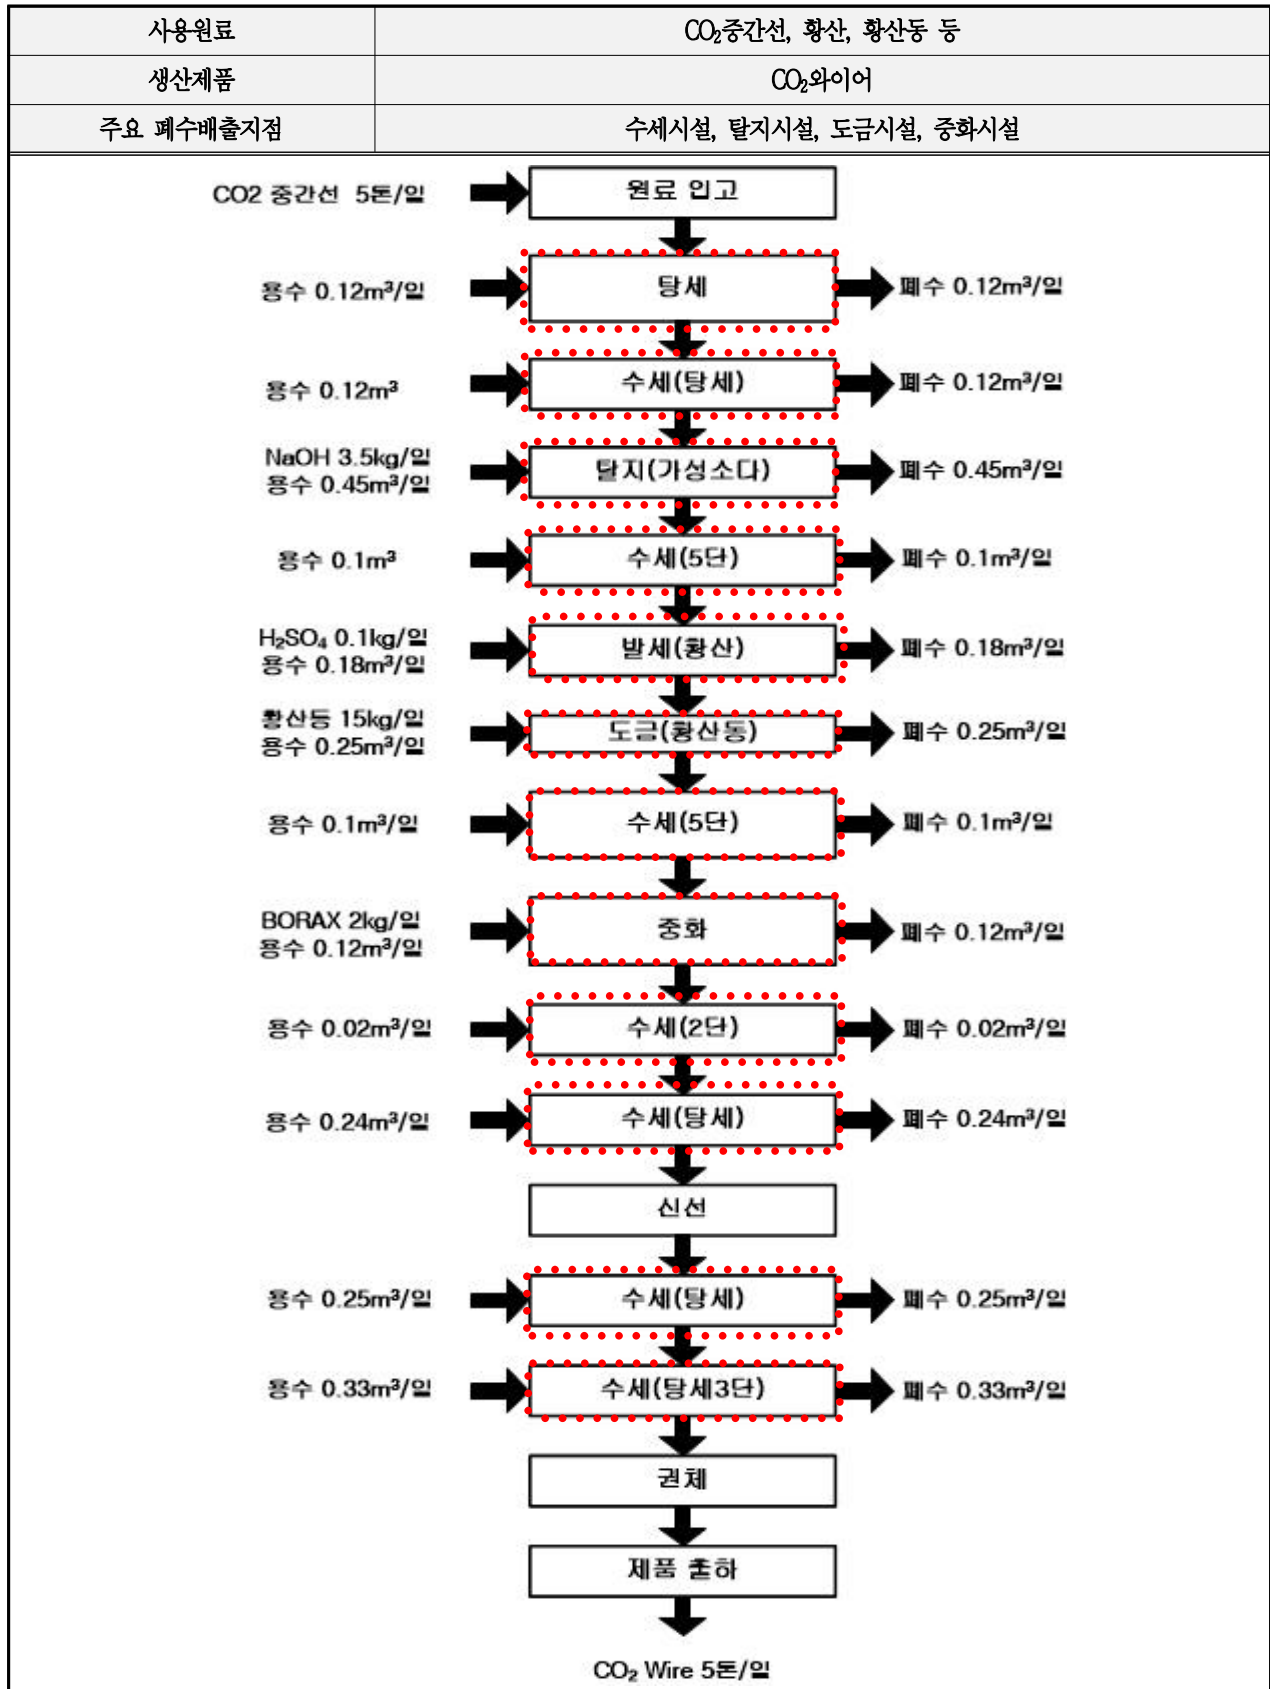 사용원료 CO₂중간선, 황산, 황산동 등
생산제품 CO₂와이어
주요 폐수배출지점 수세시설, 탈지시설, 도금시설, 중화시설
CO2 중간선 5톤/일 원료 입고
용수 0.12m³/일 탕세 폐수 0.12m³/일
용수 0.12m³ 수세(탕세) 폐수 0.12m³/일
NaOH 3.5kg/일
용수 0.45m³/일 탈지(가성소다) 폐수 0.45m³/일
용수 0.1m³ 수세(5단) 폐수 0.1m³/일
H₂SO₄ 0.1kg/일
용수 0.18m³/일 발세(황산) 폐수 0.18m³/일
황산등 15kg/일
용수 0.25m³/일 도금(황산동) 폐수 0.25m³/일
용수 0.1m³/일 수세(5단) 폐수 0.1m³/일
BORAX 2kg/일
용수 0.12m³/일 중화 폐수 0.12m³/일
용수 0.02m³/일 수세(2단) 폐수 0.02m³/일
용수 0.24m³/일 수세(탕세) 폐수 0.24m³/일
신선
용수 0.25m³/일 수세(탕세) 폐수 0.25m³/일
용수 0.33m³/일 수세(탕세3단) 폐수 0.33m³/일
권체
제품 출하
CO₂ Wire 5톤/일